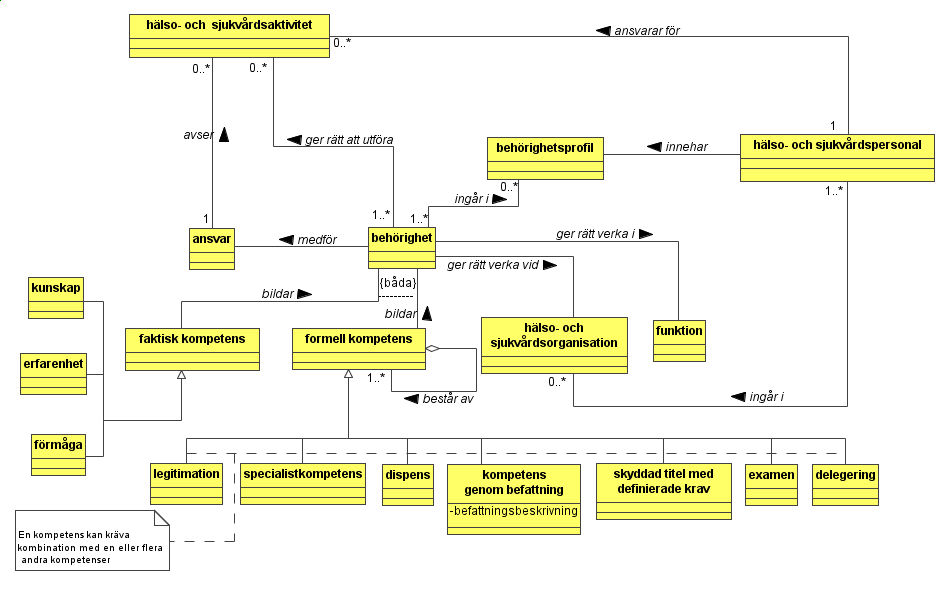 hälso- och sjukvårdsaktivitet
ansvarar för
0..*
0..*
0..*
avser
ger rätt att utföra
1
behörighetsprofil
innehar
hälso- och sjukvårdspersonal
0..*
1..*
ingår i
1
1..*
1..*
ansvar
medför
behörighet
ger rätt verka i
ger rätt verka vid
{båda}
kunskap
bildar
bildar
faktisk kompetens
formell kompetens
hälso- och
sjukvårdsorganisation
funktion
erfarenhet
1..*
0..*
består av
ingår i
förmåga
legitimation
specialistkompetens
dispens
kompetens
genom befattning
-befattningsbeskrivning
skyddad titel med
definierade krav
examen
delegering
En kompetens kan kräva
kombination med en eller flera
andra kompetenser